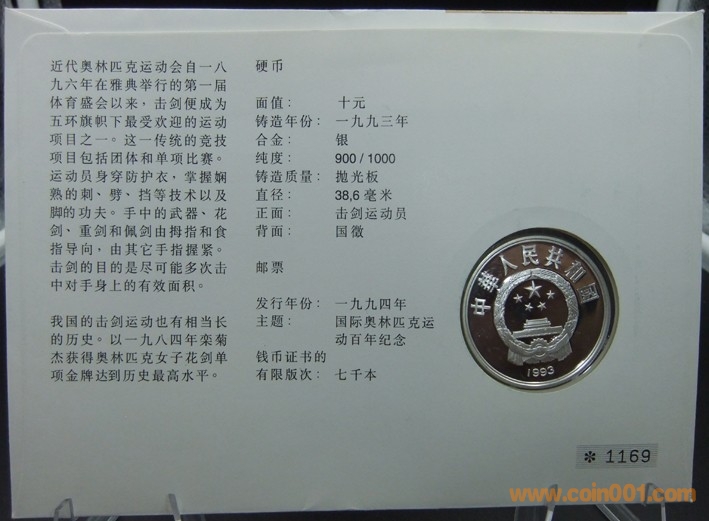 近代奥林匹克运动会自一八
九六年在雅典举行的第一届
体育盛会以来，击剑便成为
五环旗帜下最受欢迎的运动
项目之一。这一传统的竞技
项目包括团体和单项比赛。
运动员身穿防护衣，掌握娴
熟的刺、劈、挡等技术以及
脚的功夫。手中的武器、花
剑、重剑和佩剑由拇指和食
指导向，由其它手指握紧。
击剑的目的是尽可能多次击
中对手身上的有效面积。
我国的击剑运动也有相当长
的历史。以一九八四年栾菊
杰获得奥林匹克女子花剑单
项金牌达到历史最高水平。
硬币
面值： 十元
铸造年份：一九九三年
合金： 银
纯度： 900 / 1000
铸造质量：抛光板
直径： 38,6 毫米
正面： 击剑运动员
背面： 国徽
邮票
发行年份：一九九四年
主题： 国际奥林匹克运
动百年纪念
钱币证书的
有限版次：七千本
中華人民共和國
1993
* 1169
www.coin001.com